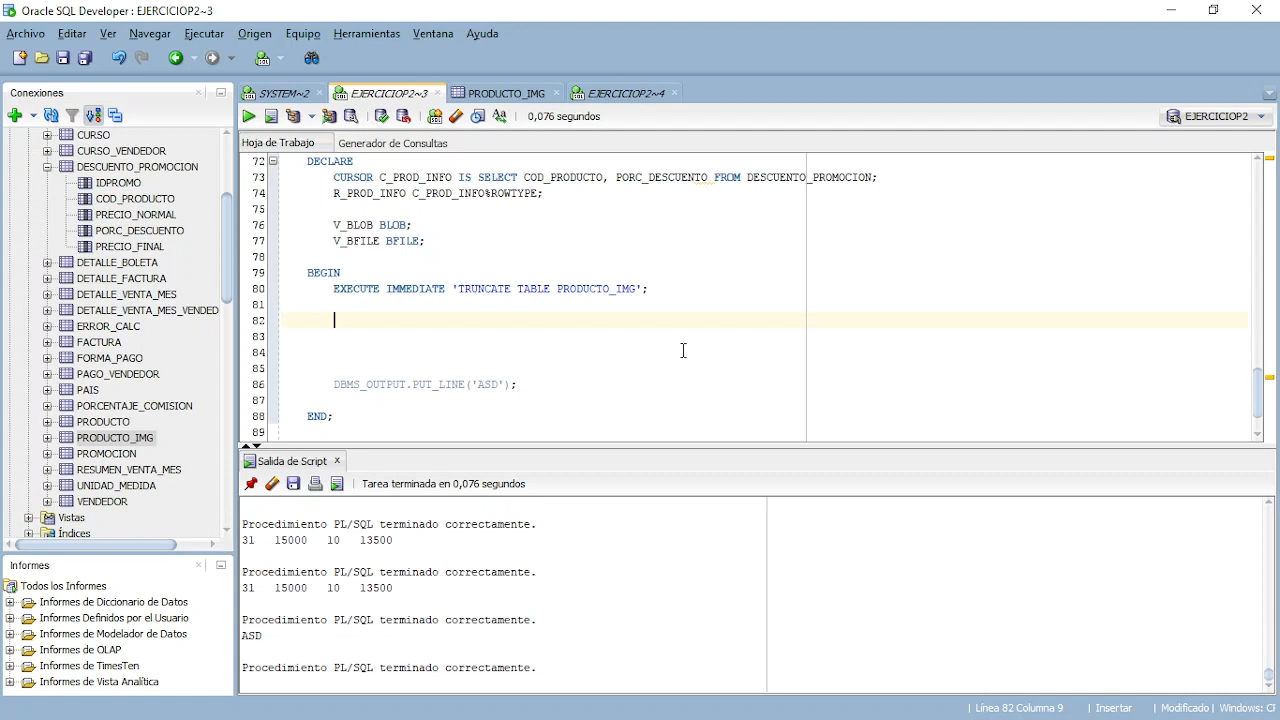 Oracle SQL Developer : EJERCICIOP2~3
Archivo Editar Ver Navegar Ejecutar Origen Equipo Herramientas Ventana Ayuda
Conexiones
SYSTEM~2 EJERCICIOP2~3 PRODUCTO_IMG EJERCICIOP2~4
0,076 segundos
EJERCICIOP2
Hoja de Trabajo Generador de Consultas
CURSO
CURSO_VENDEDOR
DESCUENTO_PROMOCION
IDPROMO
COD_PRODUCTO
PRECIO_NORMAL
PORC_DESCUENTO
PRECIO_FINAL
DETALLE_BOLETA
DETALLE_FACTURA
DETALLE_VENTA_MES
DETALLE_VENTA_MES_VENDED
ERROR_CALC
FACTURA
FORMA_PAGO
PAGO_VENDEDOR
PAIS
PORCENTAJE_COMISION
PRODUCTO
PRODUCTO_IMG
PROMOCION
RESUMEN_VENTA_MES
UNIDAD_MEDIDA
VENDEDOR
Vistas
Índices
72 DECLARE
73 CURSOR C_PROD_INFO IS SELECT COD_PRODUCTO, PORC_DESCUENTO FROM DESCUENTO_PROMOCION;
74 R_PROD_INFO C_PROD_INFO%ROWTYPE;
75
76 V_BLOB BLOB;
77 V_BFILE BFILE;
78
79 BEGIN
80 EXECUTE IMMEDIATE 'TRUNCATE TABLE PRODUCTO_IMG';
81
82
83
84
85
86 DBMS_OUTPUT.PUT_LINE('ASD');
87
88 END;
89
Salida de Script
Tarea terminada en 0,076 segundos
Procedimiento PL/SQL terminado correctamente.
31 15000 10 13500
Procedimiento PL/SQL terminado correctamente.
31 15000 10 13500
Procedimiento PL/SQL terminado correctamente.
ASD
Procedimiento PL/SQL terminado correctamente.
Informes
Todos los Informes
Informes de Diccionario de Datos
Informes Definidos por el Usuario
Informes de Modelador de Datos
Informes de OLAP
Informes de TimesTen
Informes de Vista Analítica
Línea 82 Columna 9 Insertar Modificado Windows: CF